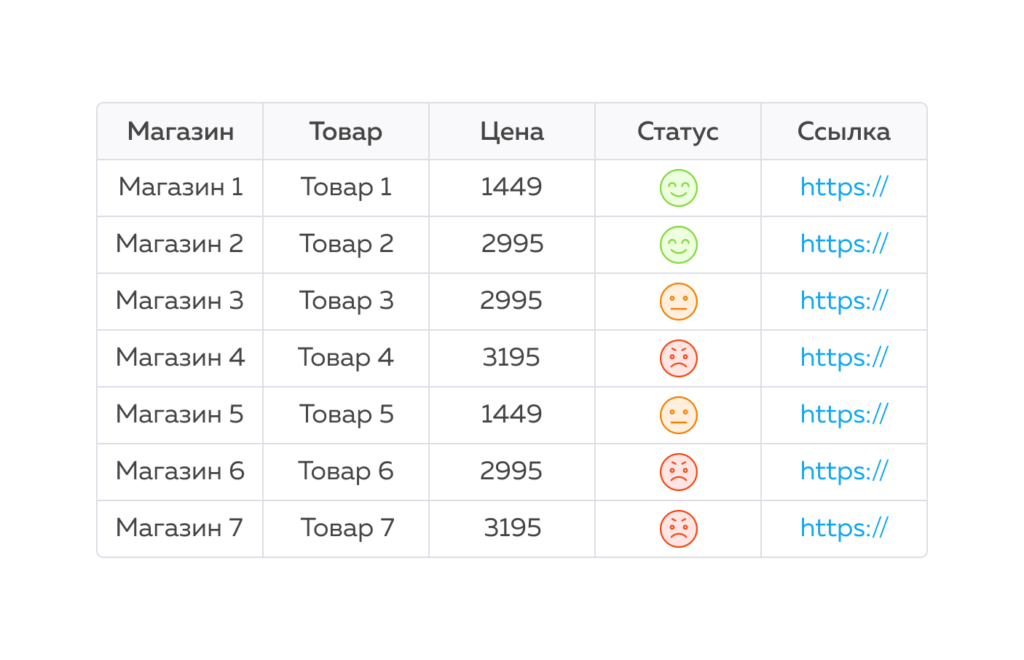 Магазин Товар Цена Статус Ссылка
Магазин 1 Товар 1 1449 https://
Магазин 2 Товар 2 2995 https://
Магазин 3 Товар 3 2995 https://
Магазин 4 Товар 4 3195 https://
Магазин 5 Товар 5 1449 https://
Магазин 6 Товар 6 2995 https://
Магазин 7 Товар 7 3195 https://